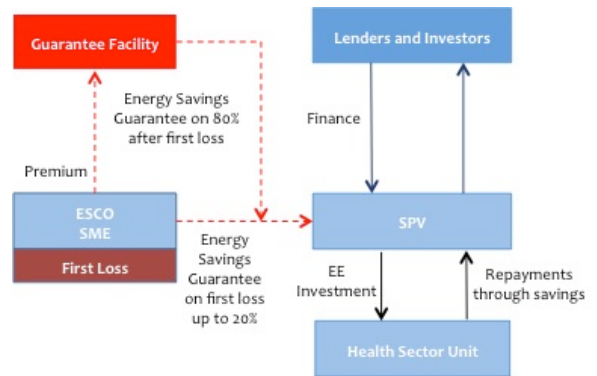 Guarantee Facility
Lenders and Investors
Energy Savings
Guarantee on 80%
after first loss
Finance
Premium
ESCO
SME
First Loss
Energy
Savings
Guarantee
on first loss
up to 20%
SPV
EE
Investment
Repayments
through savings
Health Sector Unit